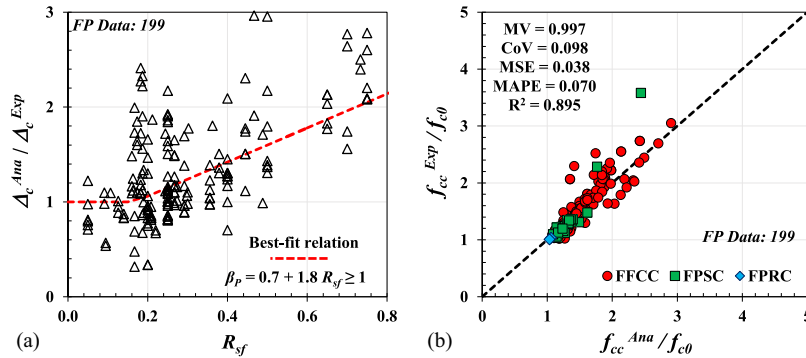 FP Data: 199
3
2
1
0
Δc^Ana / Δc^Exp
Best-fit relation
βP = 0.7 + 1.8 Rsf ≥ 1
0.0 0.2 0.4 0.6 0.8
Rsf
(a)
MV = 0.997
CoV = 0.098
MSE = 0.038
MAPE = 0.070
R² = 0.895
5
4
3
2
1
0
fcc^Exp / fc0
FP Data: 199
FFCC FPSC FPRC
0 1 2 3 4 5
fcc^Ana / fc0
(b)